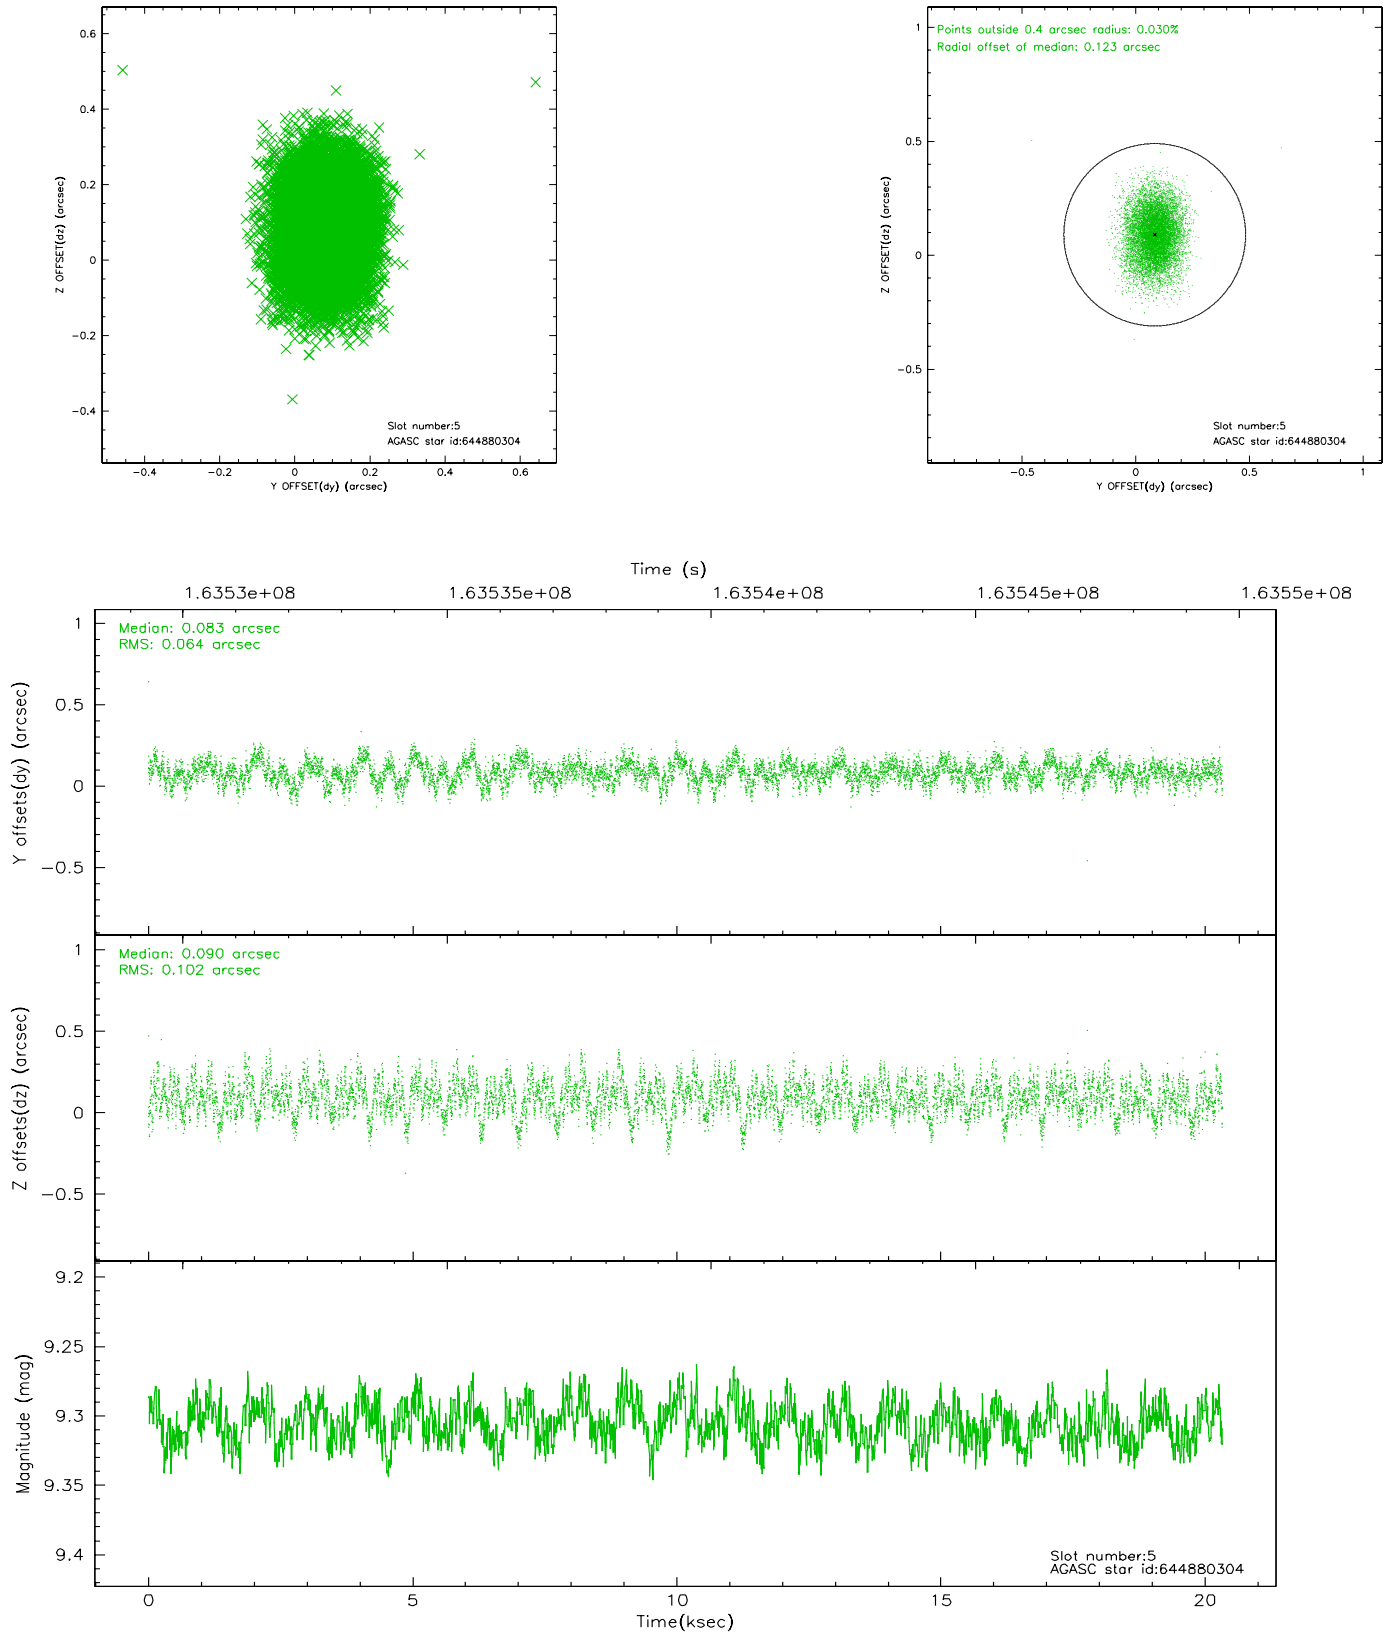 0.6
0.4
0.2
0
-0.2
-0.4
Z OFFSET(dz) (arcsec)
Slot number:5
AGASC star id:644880304
-0.4 -0.2 0 0.2 0.4 0.6
Y OFFSET(dy) (arcsec)
Points outside 0.4 arcsec radius: 0.030%
Radial offset of median: 0.123 arcsec
1
0.5
0
-0.5
Z OFFSET(dz) (arcsec)
Slot number:5
AGASC star id:644880304
-0.5 0 0.5 1
Y OFFSET(dy) (arcsec)
Time (s)
1.6353e+08 1.63535e+08 1.6354e+08 1.63545e+08 1.6355e+08
Median: 0.083 arcsec
RMS: 0.064 arcsec
1
0.5
0
-0.5
Y offsets(dy) (arcsec)
Median: 0.090 arcsec
RMS: 0.102 arcsec
1
0.5
0
-0.5
Z offsets(dz) (arcsec)
9.2
9.25
9.3
9.35
9.4
Magnitude (mag)
Slot number:5
AGASC star id:644880304
0 5 10 15 20
Time(ksec)